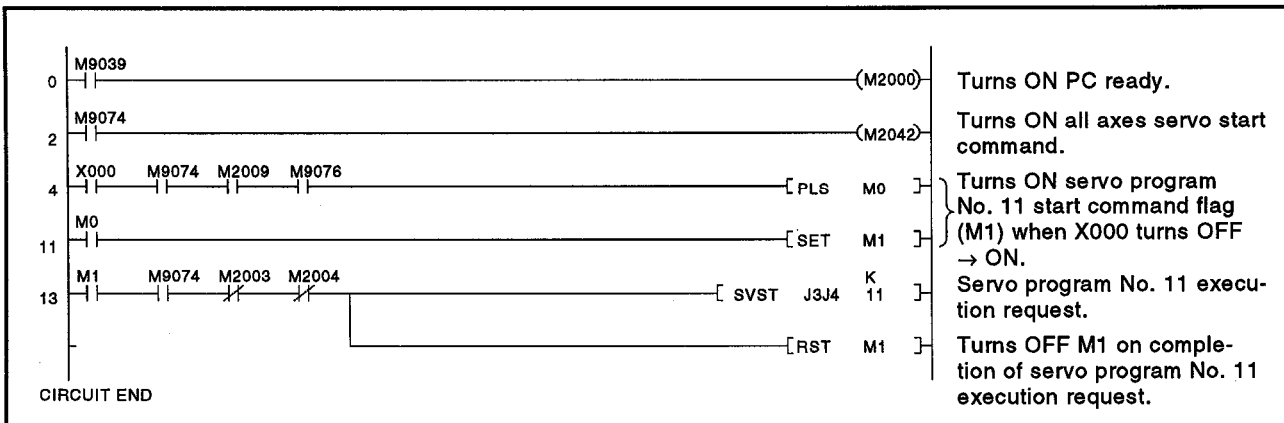 M9039
0 (M2000) Turns ON PC ready.
M9074
2 (M2042) Turns ON all axes servo start
command.
X000 M9074 M2009 M9076
4 [ PLS M0 ] Turns ON servo program
No. 11 start command flag
(M1) when X000 turns OFF
→ ON.
M0
11 [ SET M1 ]
M1 M9074 M2003 M2004 K
13 [ SVST J3J4 11 ] Servo program No. 11 execu-
tion request.
[ RST M1 ] Turns OFF M1 on comple-
tion of servo program No. 11
execution request.
CIRCUIT END